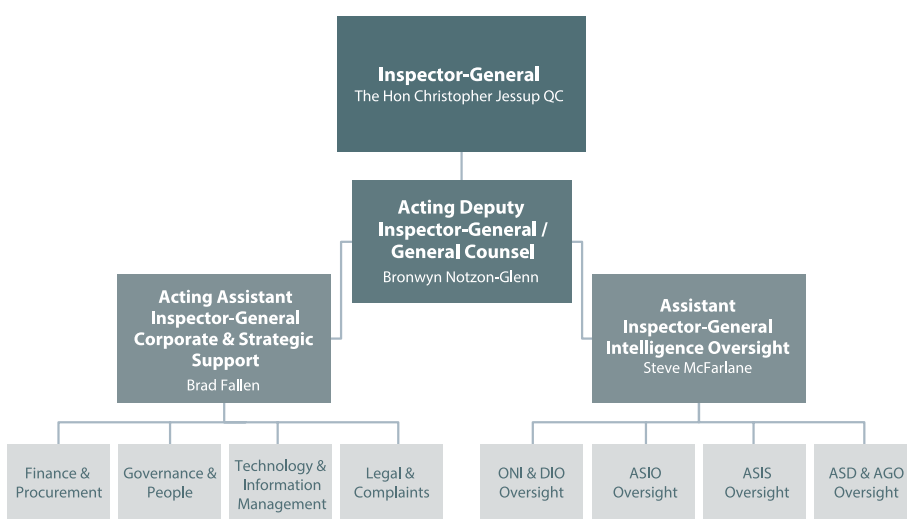 Inspector-General
The Hon Christopher Jessup QC
Acting Deputy
Inspector-General /
General Counsel
Bronwyn Notzon-Glenn
Acting Assistant
Inspector-General
Corporate & Strategic
Support
Brad Fallen
Assistant
Inspector-General
Intelligence Oversight
Steve McFarlane
Finance &
Procurement
Governance &
People
Technology &
Information
Management
Legal &
Complaints
ONI & DIO
Oversight
ASIO
Oversight
ASIS
Oversight
ASD & AGO
Oversight